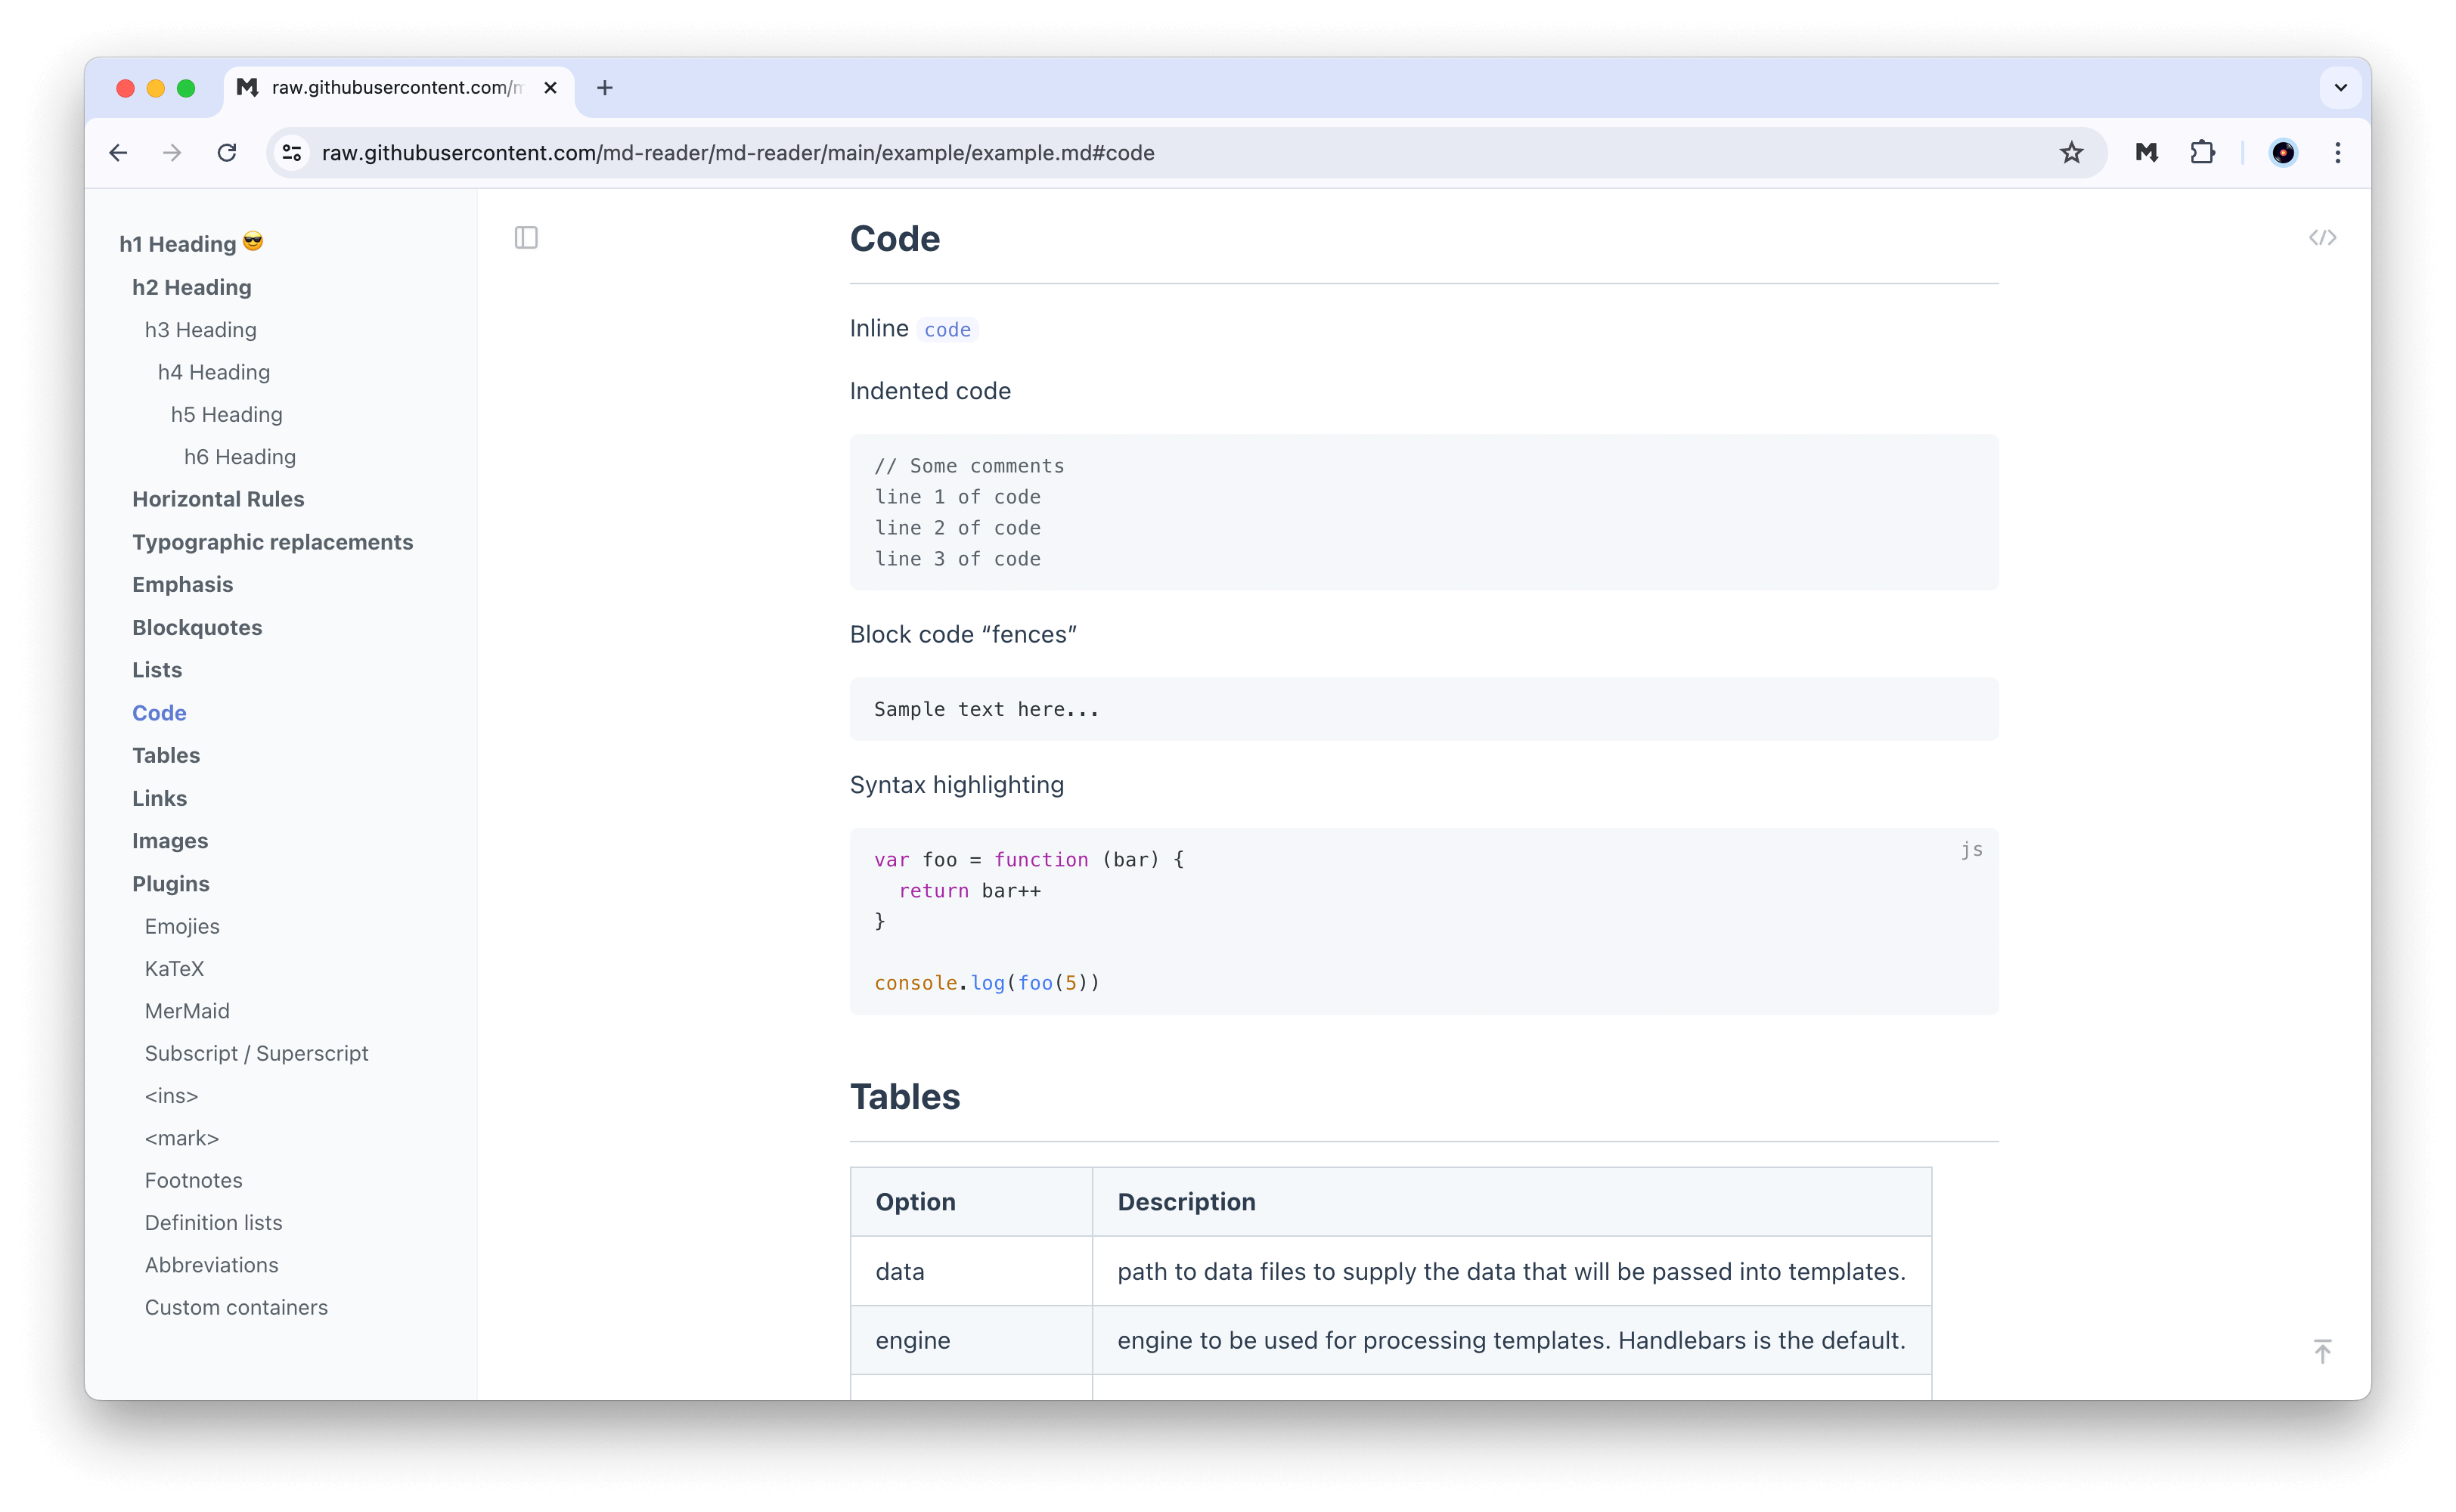 raw.githubusercontent.com/m
raw.githubusercontent.com/md-reader/md-reader/main/example/example.md#code
h1 Heading 😎
h2 Heading
h3 Heading
h4 Heading
h5 Heading
h6 Heading
Horizontal Rules
Typographic replacements
Emphasis
Blockquotes
Lists
Code
Tables
Links
Images
Plugins
Emojies
KaTeX
MerMaid
Subscript / Superscript
<ins>
<mark>
Footnotes
Definition lists
Abbreviations
Custom containers
Code
Inline code
Indented code
// Some comments
line 1 of code
line 2 of code
line 3 of code
Block code “fences”
Sample text here...
Syntax highlighting
js
var foo = function (bar) {
  return bar++
}
console.log(foo(5))
Tables
Option Description
data path to data files to supply the data that will be passed into templates.
engine engine to be used for processing templates. Handlebars is the default.